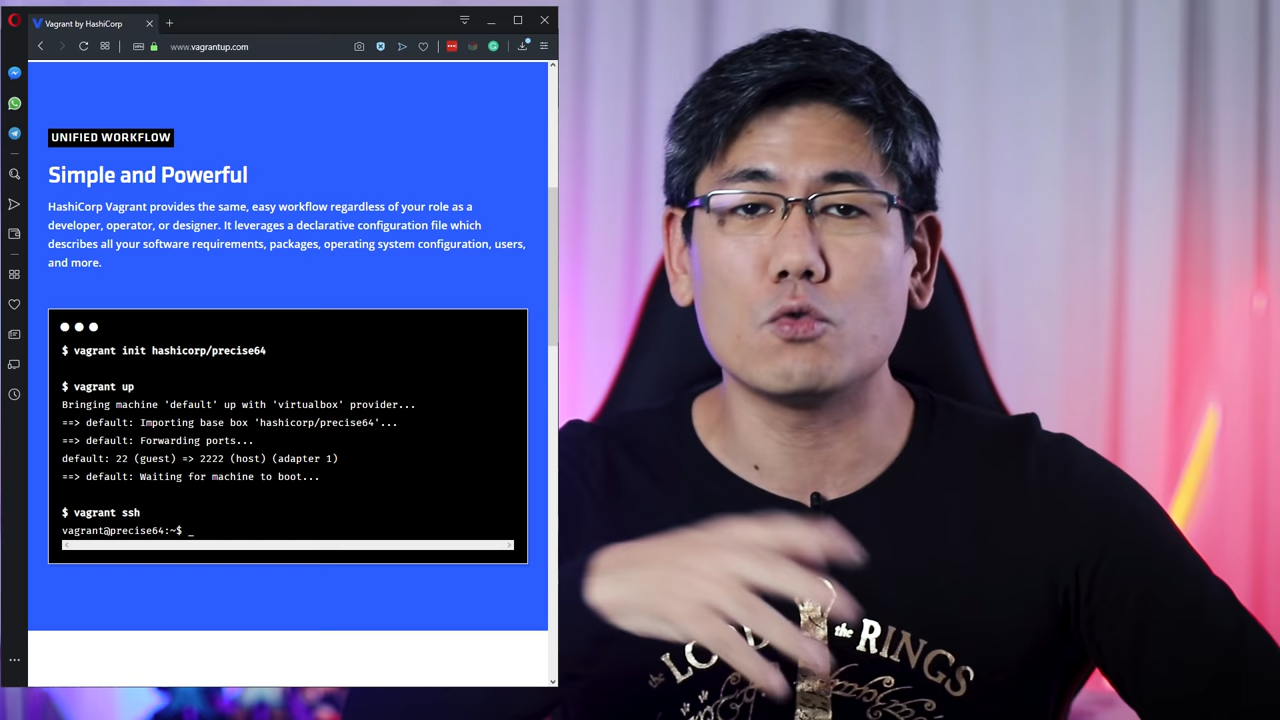 Vagrant by HashiCorp
www.vagrantup.com
UNIFIED WORKFLOW
Simple and Powerful
HashiCorp Vagrant provides the same, easy workflow regardless of your role as a
developer, operator, or designer. It leverages a declarative configuration file which
describes all your software requirements, packages, operating system configuration, users,
and more.
$ vagrant init hashicorp/precise64
$ vagrant up
Bringing machine 'default' up with 'virtualbox' provider...
==> default: Importing base box 'hashicorp/precise64'...
==> default: Forwarding ports...
default: 22 (guest) => 2222 (host) (adapter 1)
==> default: Waiting for machine to boot...
$ vagrant ssh
vagrant@precise64:~$ _
the RINGS
the LO